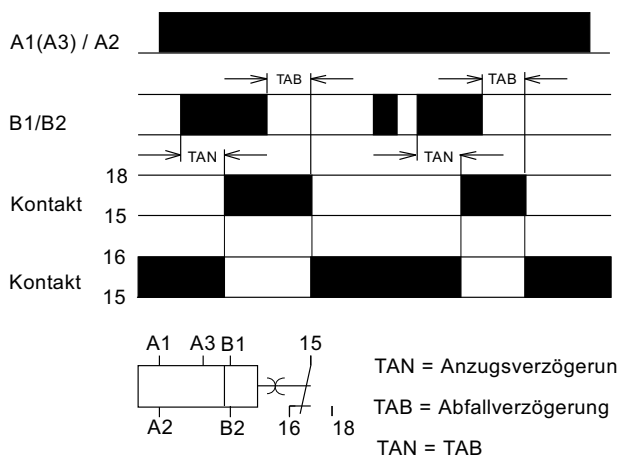 A1(A3) / A2
TAB
TAB
B1/B2
TAN
TAN
18
Kontakt
15
16
Kontakt
15
A1 A3 B1 15
TAN = Anzugsverzögerun
TAB = Abfallverzögerung
A2 B2 16 18
TAN = TAB